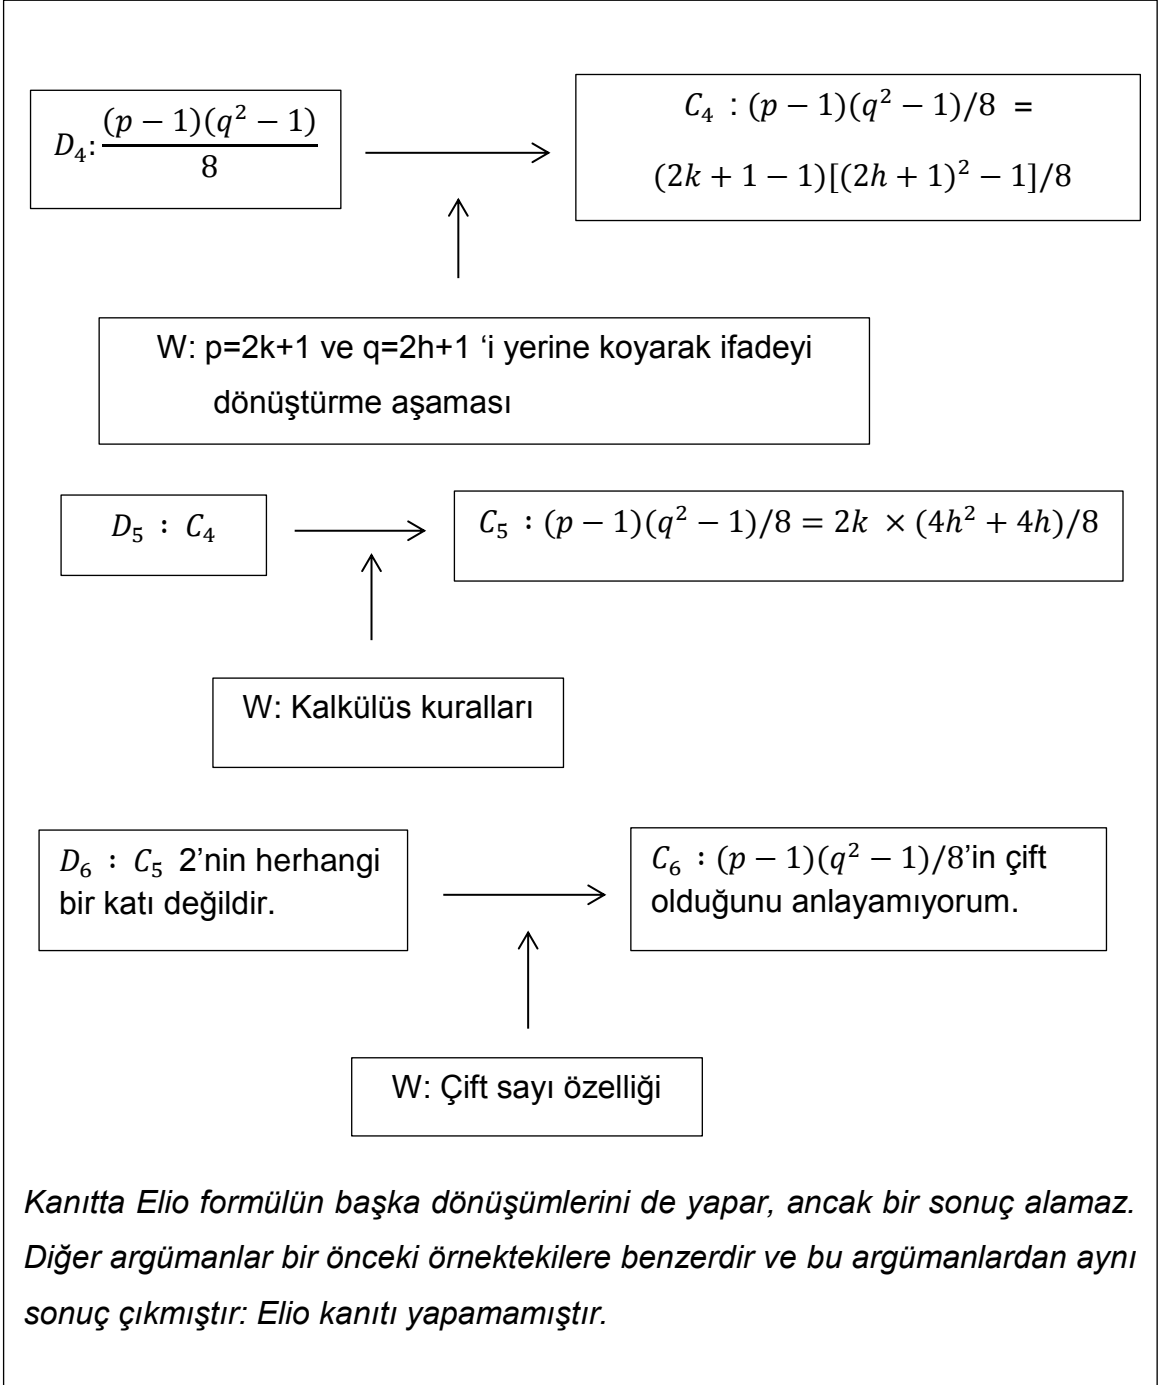 D₄: (p − 1)(q² − 1) / 8
C₄ : (p − 1)(q² − 1)/8 =
(2k + 1 − 1)[(2h + 1)² − 1]/8
W: p=2k+1 ve q=2h+1 ‘i yerine koyarak ifadeyi
dönüştürme aşaması
D₅ : C₄
C₅ : (p − 1)(q² − 1)/8 = 2k × (4h² + 4h)/8
W: Kalkülüs kuralları
D₆ : C₅ 2’nin herhangi
bir katı değildir.
C₆ : (p − 1)(q² − 1)/8’in çift
olduğunu anlayamıyorum.
W: Çift sayı özelliği
Kanıtta Elio formülün başka dönüşümlerini de yapar, ancak bir sonuç alamaz.
Diğer argümanlar bir önceki örnektekilere benzerdir ve bu argümanlardan aynı
sonuç çıkmıştır: Elio kanıtı yapamamıştır.